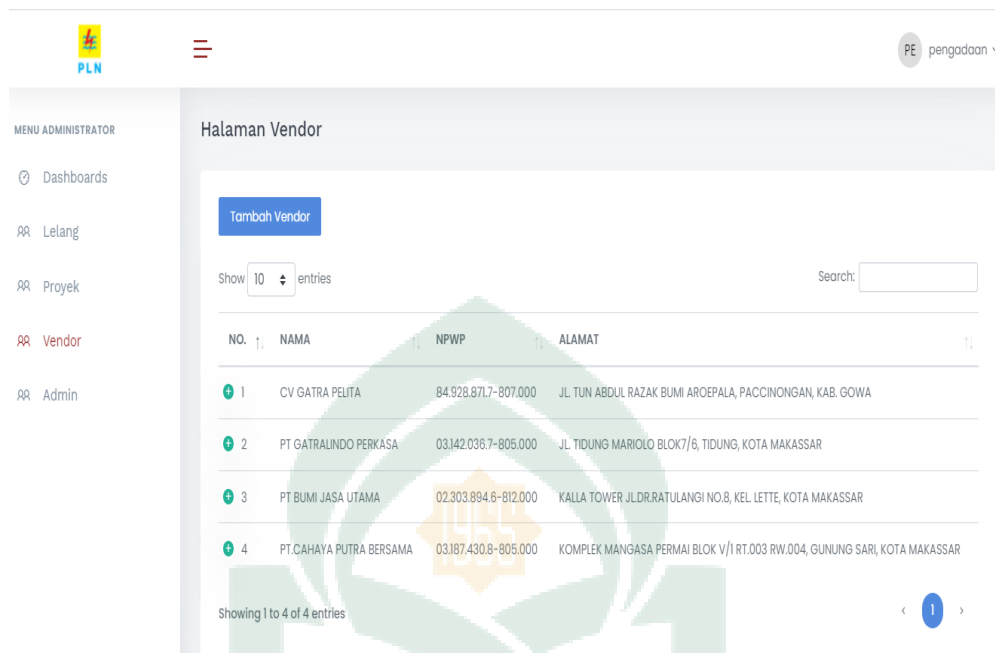 PLN
PE pengadaan
MENU ADMINISTRATOR
Dashboards
Lelang
Proyek
Vendor
Admin
Halaman Vendor
Tambah Vendor
Show 10 entries
Search:
NO. NAMA NPWP ALAMAT
1 CV GATRA PELITA 84.928.871.7-807.000 JL. TUN ABDUL RAZAK BUMI AROEPALA, PACCINONGAN, KAB. GOWA
2 PT GATRALINDO PERKASA 03.142.036.7-805.000 JL. TIDUNG MARIOLO BLOK7/6, TIDUNG, KOTA MAKASSAR
3 PT BUMI JASA UTAMA 02.303.894.6-812.000 KALLA TOWER JL.DR.RATULANGI NO.8, KEL. LETTE, KOTA MAKASSAR
4 PT.CAHAYA PUTRA BERSAMA 03.187.430.8-805.000 KOMPLEK MANGASA PERMAI BLOK V/1 RT.003 RW.004, GUNUNG SARI, KOTA MAKASSAR
1965
Showing 1 to 4 of 4 entries
‹ 1 ›